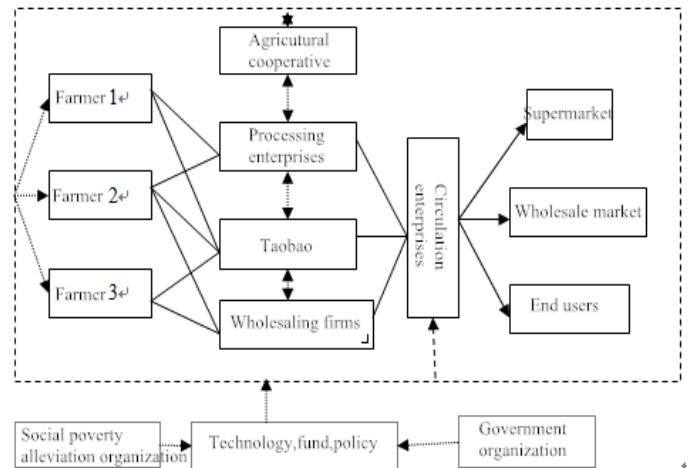 Agricutural
cooperative
Farmer 1↵
Processing
enterprises
Supermarket
Farmer 2↵
Circulation
enterprises
Wholesale market
Taobao
Farmer 3↵
Wholesaling firms
End users
Social poverty
alleviation organization
Technology,fund,policy
Government
organization